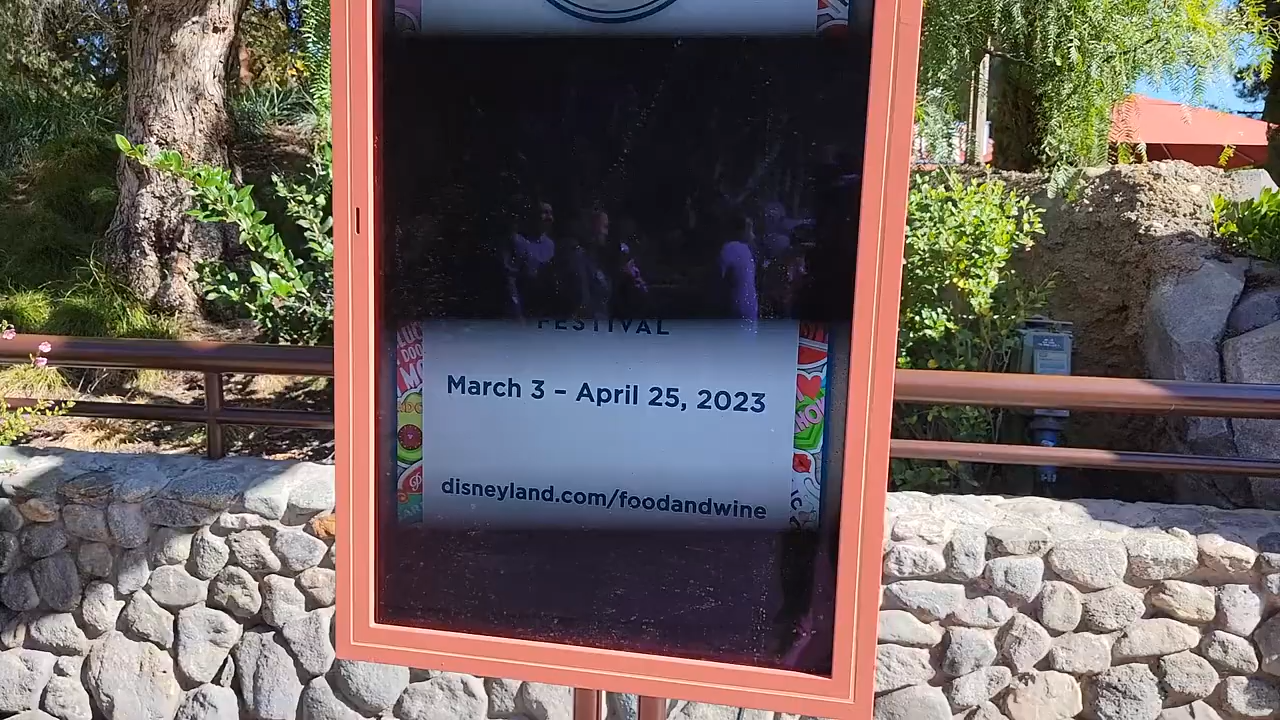 FESTIVAL
March 3 – April 25, 2023
disneyland.com/foodandwine